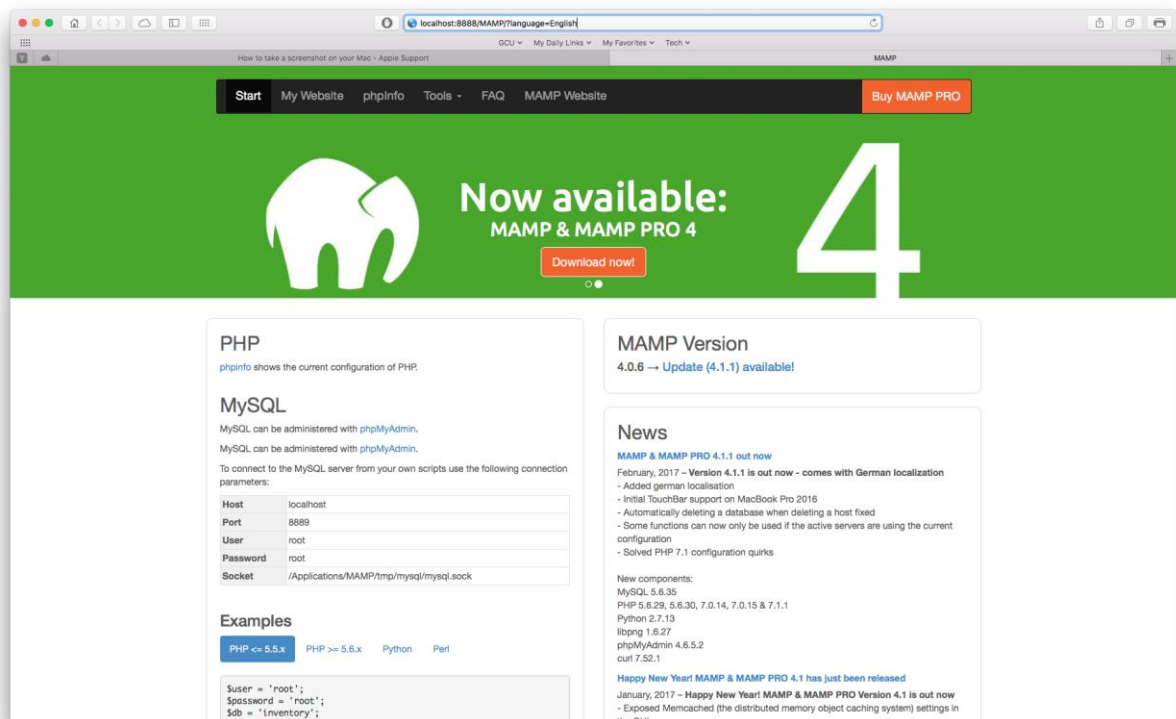 localhost:8888/MAMP/?language=English
GCU My Daily Links My Favorites Tech
Y How to take a screenshot on your Mac - Apple Support MAMP
Start My Website phpInfo Tools FAQ MAMP Website Buy MAMP PRO
Now available:
MAMP & MAMP PRO 4
4
Download now!
PHP
phpinfo shows the current configuration of PHP.
MySQL
MySQL can be administered with phpMyAdmin.
MySQL can be administered with phpMyAdmin.
To connect to the MySQL server from your own scripts use the following connection
parameters:
Host localhost
Port 8889
User root
Password root
Socket /Applications/MAMP/tmp/mysql/mysql.sock
Examples
PHP <= 5.5.x PHP >= 5.6.x Python Perl
$user = 'root';
$password = 'root';
$db = 'inventory';
MAMP Version
4.0.6 → Update (4.1.1) available!
News
MAMP & MAMP PRO 4.1.1 out now
February, 2017 – Version 4.1.1 is out now - comes with German localization
- Added german localisation
- Initial TouchBar support on MacBook Pro 2016
- Automatically deleting a database when deleting a host fixed
- Some functions can now only be used if the active servers are using the current
configuration
- Solved PHP 7.1 configuration quirks
New components:
MySQL 5.6.35
PHP 5.6.29, 5.6.30, 7.0.14, 7.0.15 & 7.1.1
Python 2.7.13
libpng 1.6.27
phpMyAdmin 4.6.5.2
curl 7.52.1
Happy New Year! MAMP & MAMP PRO 4.1 has just been released
January, 2017 – Happy New Year! MAMP & MAMP PRO Version 4.1 is out now
- Exposed Memcached (the distributed memory object caching system) settings in